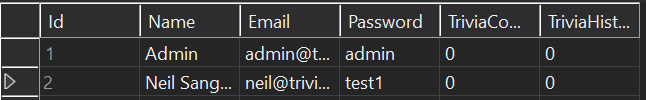 Id Name Email Password TriviaCo... TriviaHist...
1 Admin admin@t... admin 0 0
2 Neil Sang... neil@trivi... test1 0 0